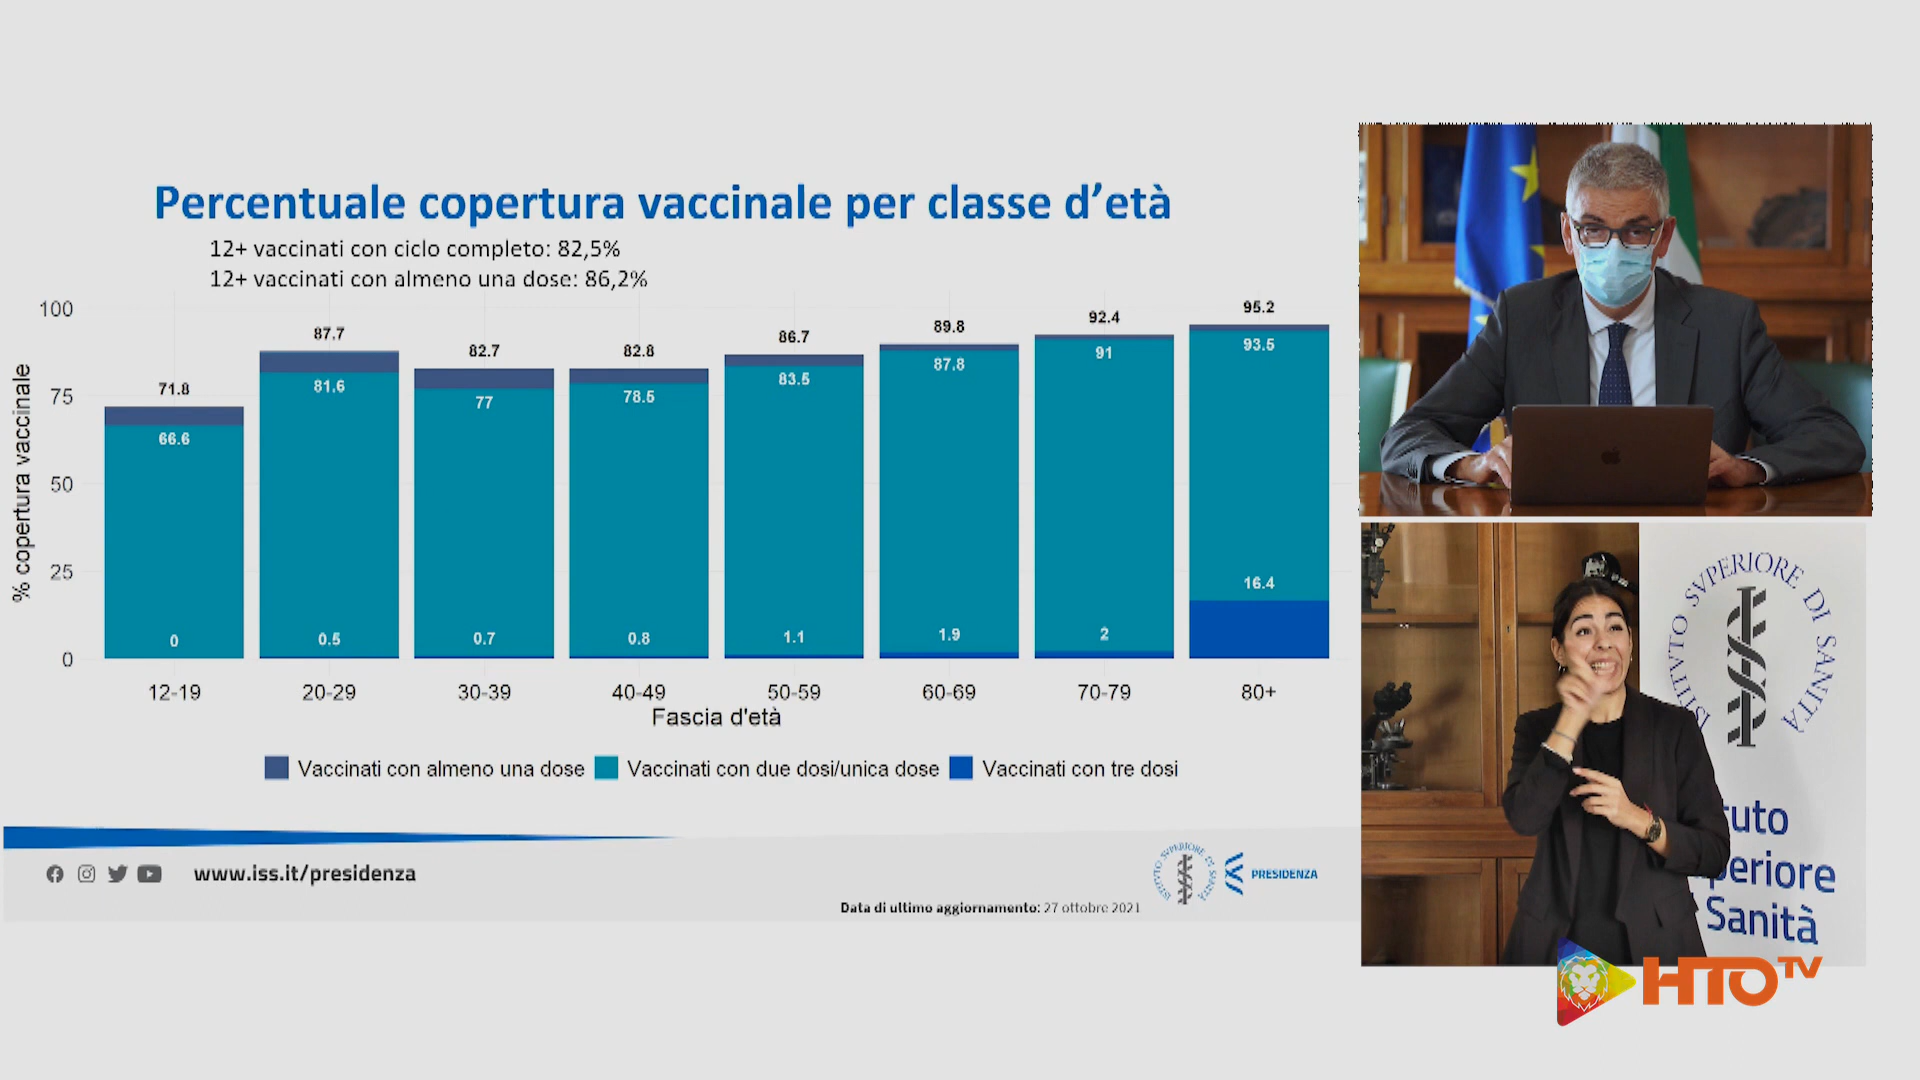 Percentuale copertura vaccinale per classe d'età
12+ vaccinati con ciclo completo: 82,5%
12+ vaccinati con almeno una dose: 86,2%
% copertura vaccinale
100
75
50
25
0
71.8
87.7
82.7
82.8
86.7
89.8
92.4
95.2
66.6
81.6
77
78.5
83.5
87.8
91
93.5
0
0.5
0.7
0.8
1.1
1.9
2
16.4
12-19
20-29
30-39
40-49
50-59
60-69
70-79
80+
Fascia d'età
Vaccinati con almeno una dose
Vaccinati con due dosi/unica dose
Vaccinati con tre dosi
www.iss.it/presidenza
ISTITVTO SVPERIORE DI SANITÀ
PRESIDENZA
Data di ultimo aggiornamento: 27 ottobre 2021
ISTITVTO SVPERIORE DI SANITÀ
tuto
periore
Sanità
HTO TV